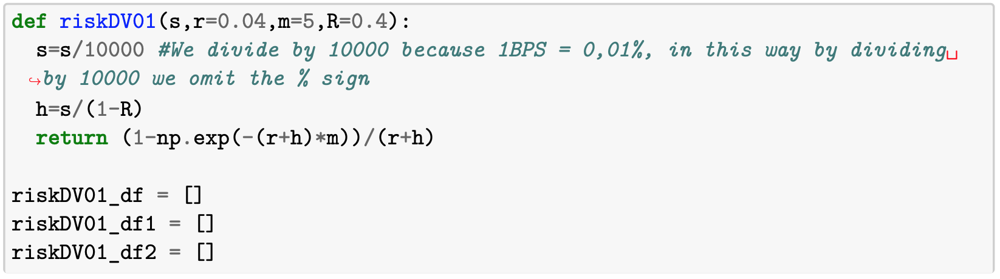 def riskDV01(s,r=0.04,m=5,R=0.4):
  s=s/10000 #We divide by 10000 because 1BPS = 0,01%, in this way by dividing␣
  ↪by 10000 we omit the % sign
  h=s/(1-R)
  return (1-np.exp(-(r+h)*m))/(r+h)

riskDV01_df = []
riskDV01_df1 = []
riskDV01_df2 = []